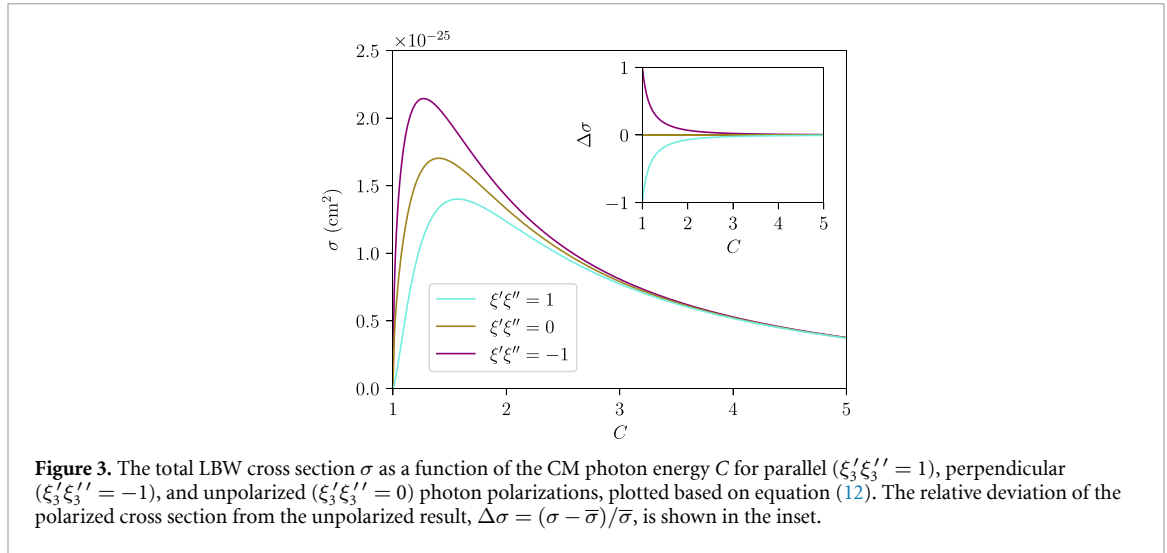 ×10⁻²⁵
2.5
2.0
1.5
1.0
0.5
0.0
σ (cm²)
1 2 3 4 5
C
ξ′ξ″ = 1
ξ′ξ″ = 0
ξ′ξ″ = −1
1
0
−1
Δσ
1 2 3 4 5
C
Figure 3. The total LBW cross section σ as a function of the CM photon energy C for parallel (ξ₃′ξ₃″ = 1), perpendicular
(ξ₃′ξ₃″ = −1), and unpolarized (ξ₃′ξ₃″ = 0) photon polarizations, plotted based on equation (12). The relative deviation of the
polarized cross section from the unpolarized result, Δσ = (σ − σ̅)/σ̅, is shown in the inset.